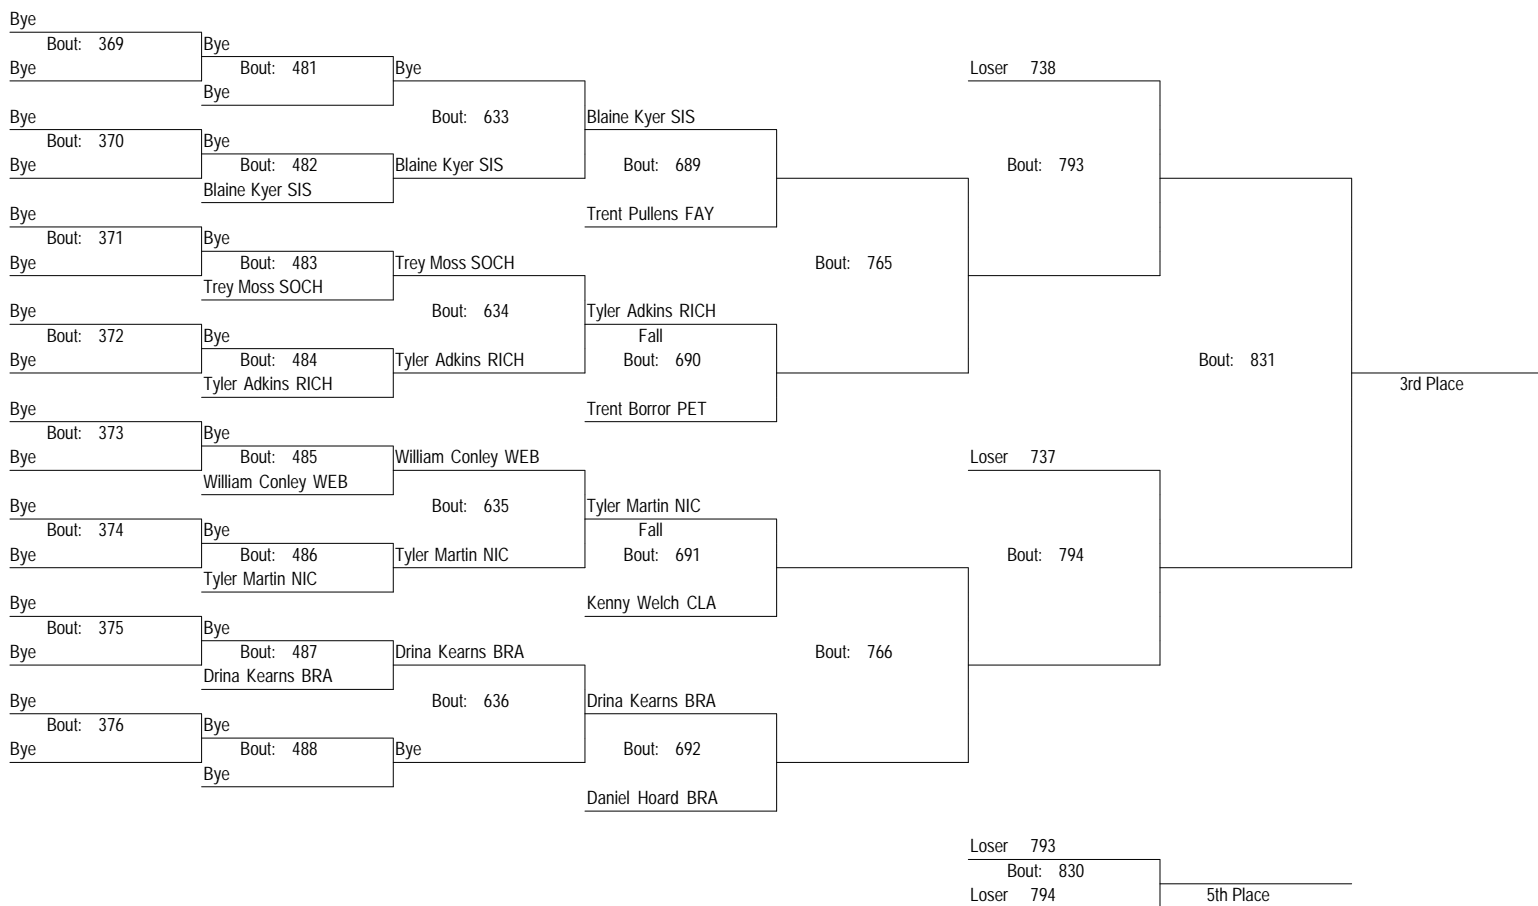 Bye
Bout: 369
Bye
Bye
Bout: 481
Bye
Bye
Loser 738
Bye
Bout: 633
Blaine Kyer SIS
Bye
Bout: 370
Bye
Bye
Bout: 482
Blaine Kyer SIS
Blaine Kyer SIS
Bout: 689
Bout: 793
Trent Pullens FAY
Bye
Bout: 371
Bye
Bye
Bout: 483
Trey Moss SOCH
Trey Moss SOCH
Bout: 765
Bout: 634
Tyler Adkins RICH
Fall
Bye
Bout: 372
Bye
Bye
Bout: 484
Tyler Adkins RICH
Tyler Adkins RICH
Bout: 690
Bout: 831
3rd Place
Trent Borror PET
Bye
Bout: 373
Bye
Bye
Bout: 485
William Conley WEB
William Conley WEB
Loser 737
Bout: 635
Tyler Martin NIC
Fall
Bye
Bout: 374
Bye
Bye
Bout: 486
Tyler Martin NIC
Tyler Martin NIC
Bout: 691
Bout: 794
Kenny Welch CLA
Bye
Bout: 375
Bye
Bye
Bout: 487
Drina Kearns BRA
Drina Kearns BRA
Bout: 766
Bout: 636
Drina Kearns BRA
Bye
Bout: 376
Bye
Bye
Bout: 488
Bye
Bye
Bout: 692
Daniel Hoard BRA
Loser 793
Bout: 830
Loser 794
5th Place